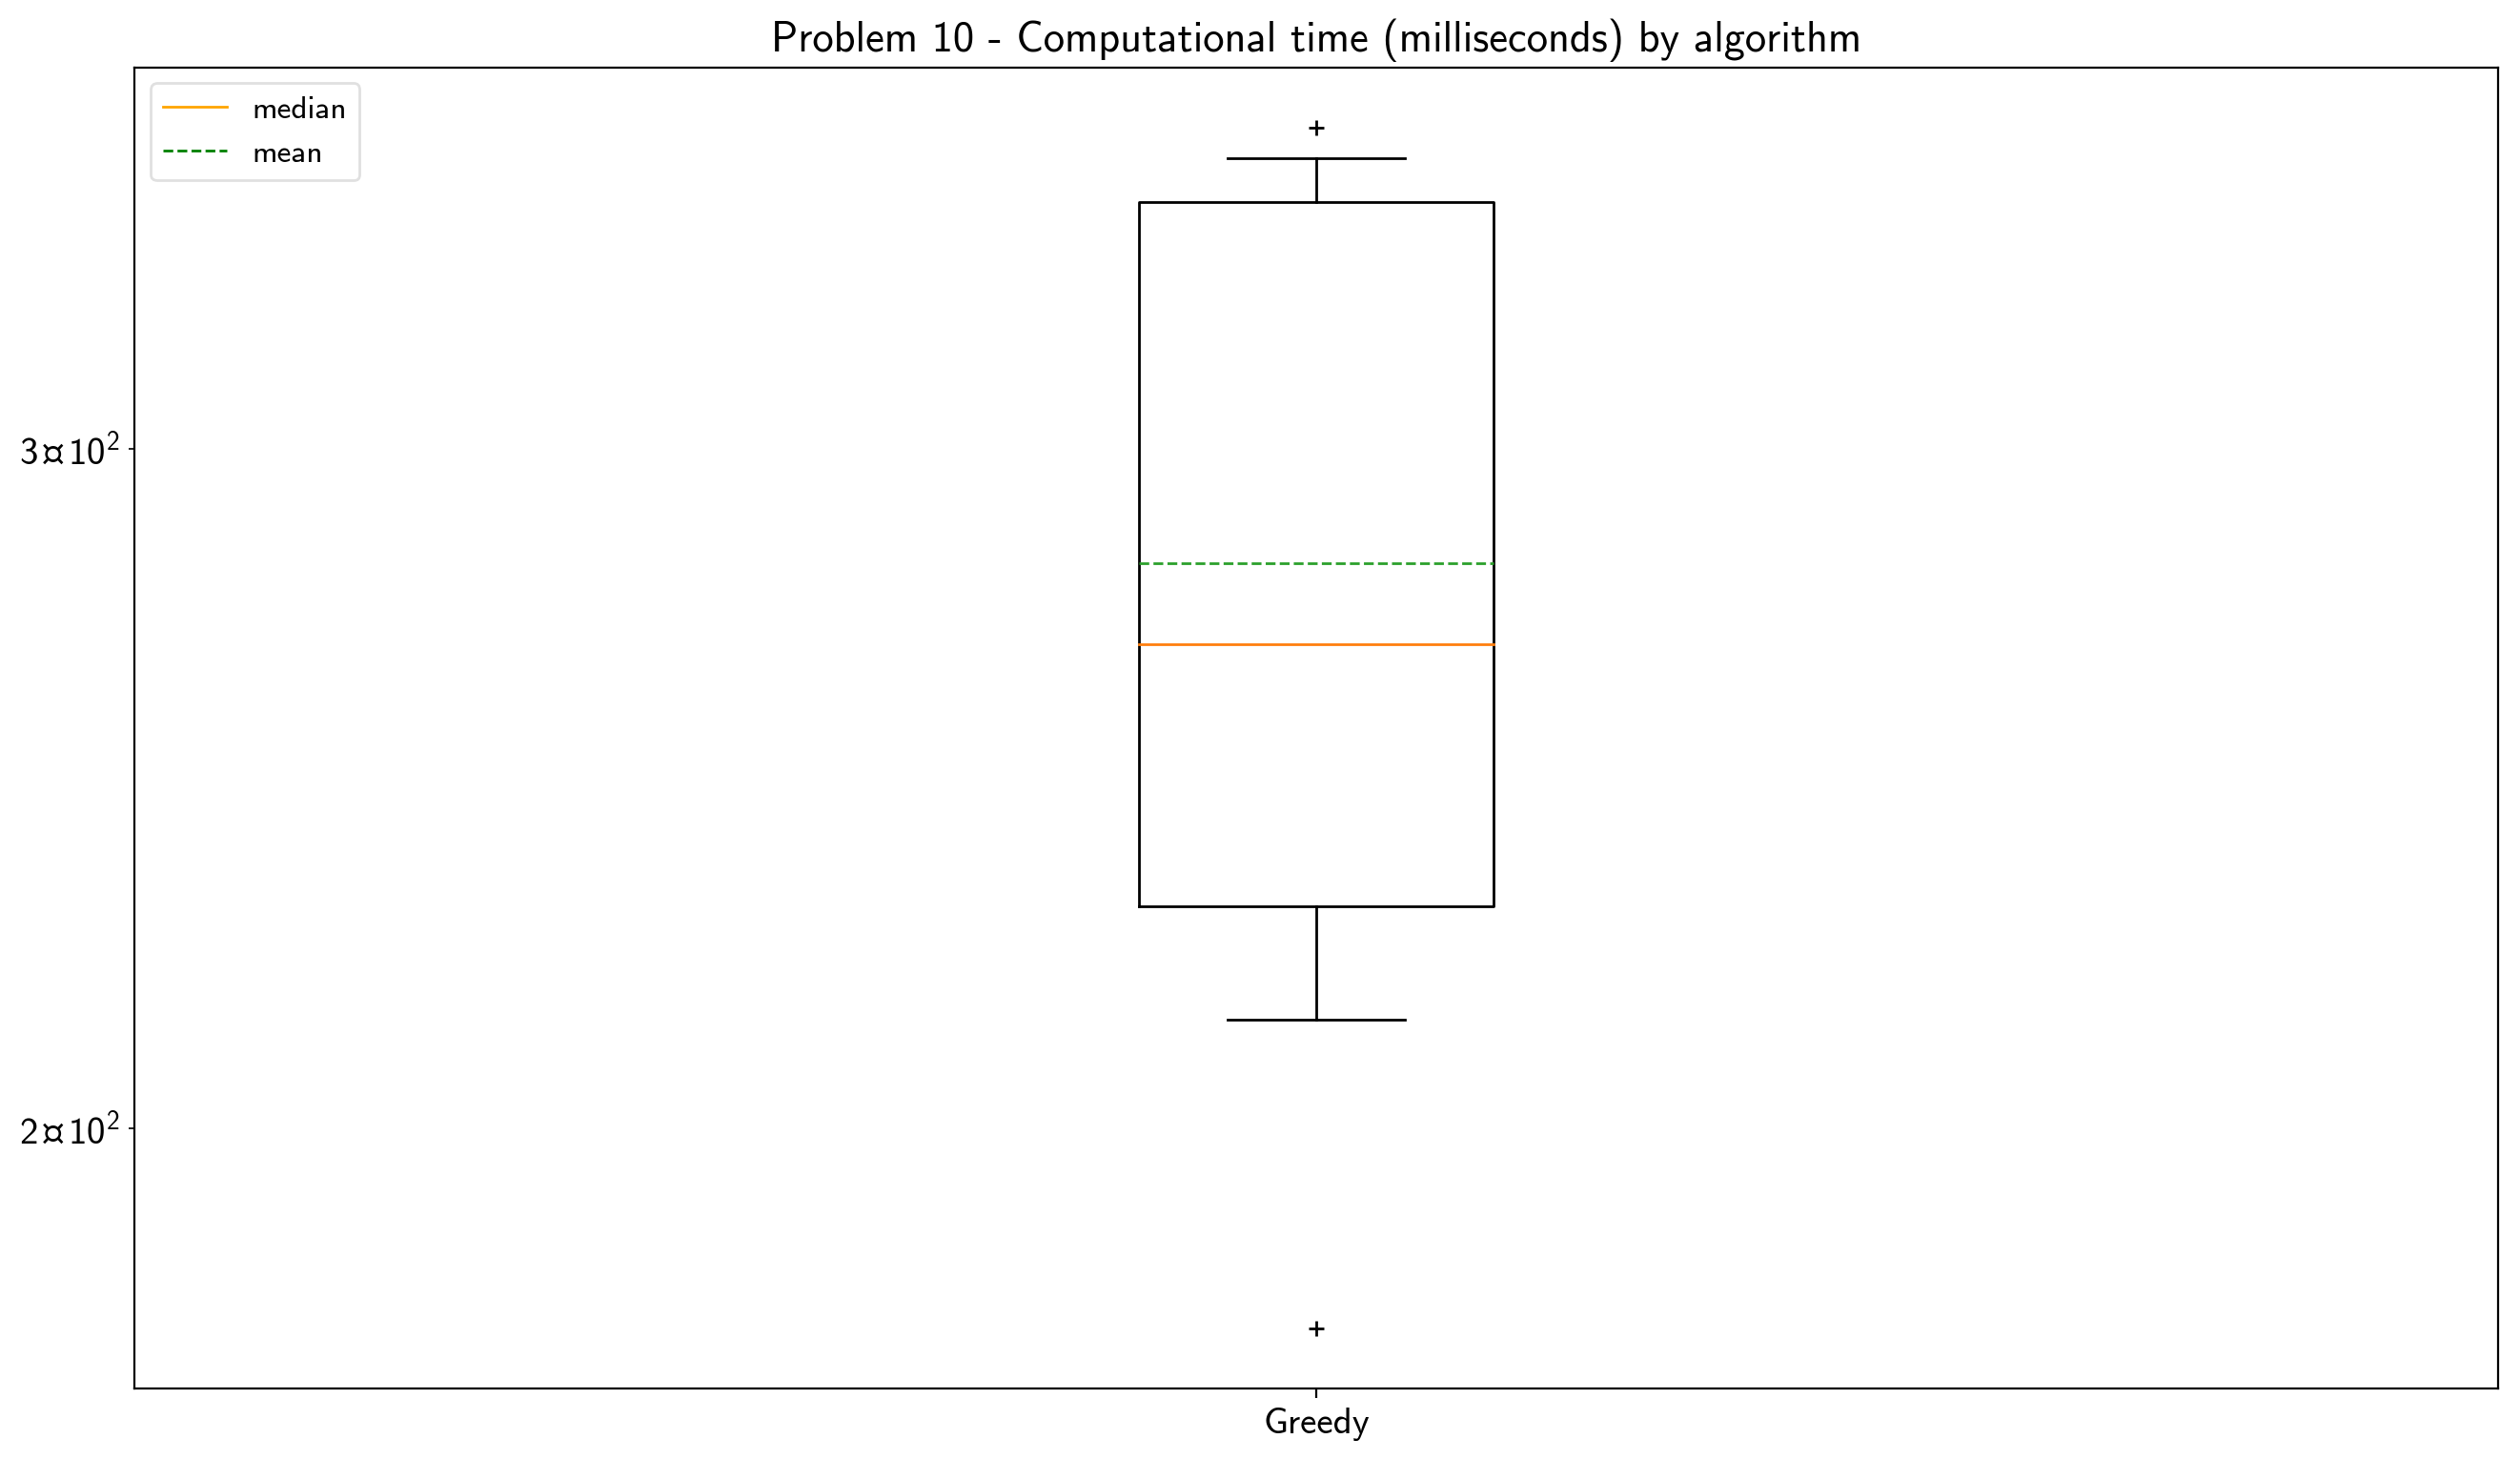 Problem 10 - Computational time (milliseconds) by algorithm
median
mean
3¤10²
2¤10²
Greedy